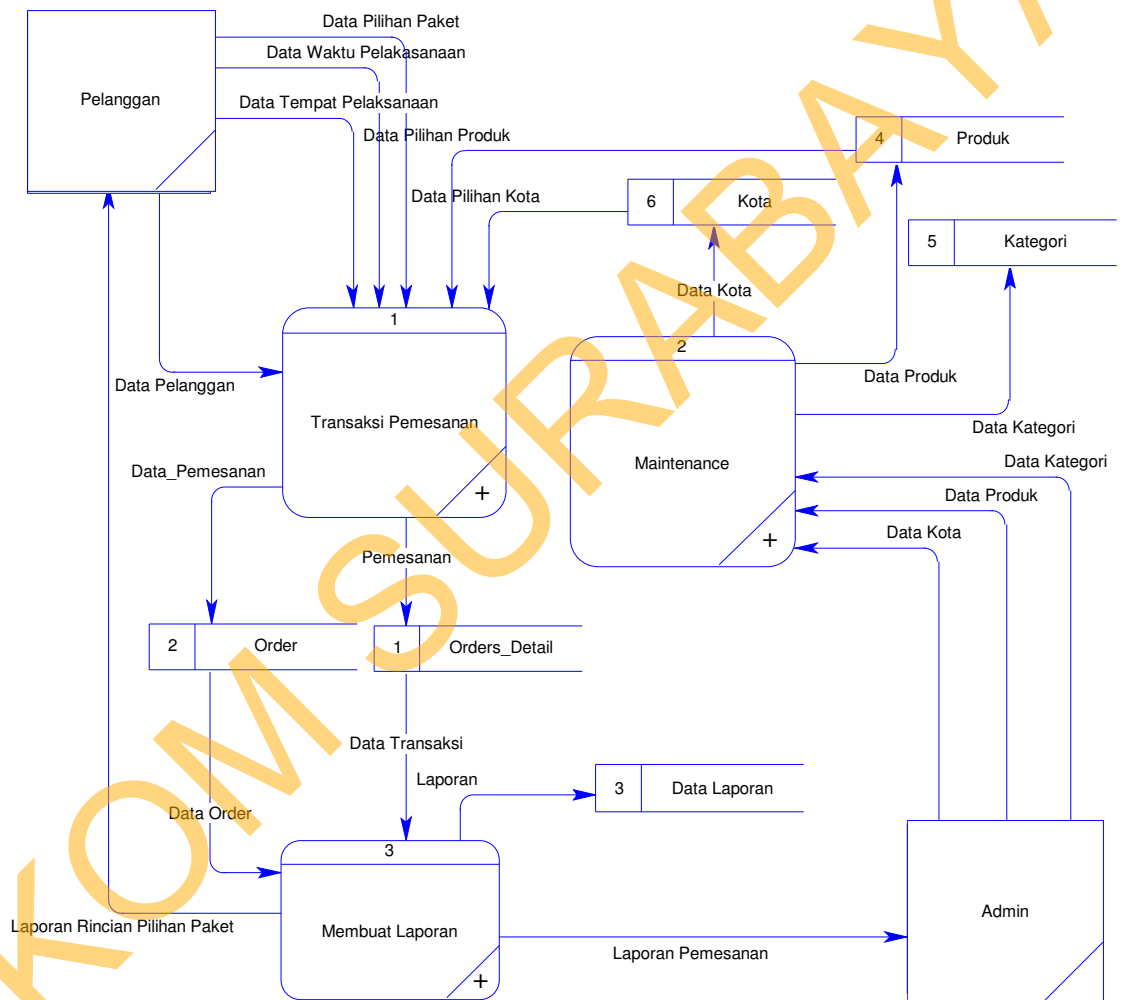 Data Pilihan Paket
Data Waktu Pelakasanaan
Pelanggan
Data Tempat Pelaksanaan
Data Pilihan Produk
4 Produk
Data Pilihan Kota
6 Kota
5 Kategori
Data Kota
1
2
Data Pelanggan
Data Produk
Transaksi Pemesanan
Data Kategori
Maintenance
Data Kategori
Data_Pemesanan
+
Data Produk
Data Kota
+
Pemesanan
2 Order
1 Orders_Detail
Data Transaksi
Laporan
3 Data Laporan
Data Order
3
Laporan Rincian Pilihan Paket
Membuat Laporan
Admin
Laporan Pemesanan
+
KOM SURABAYA